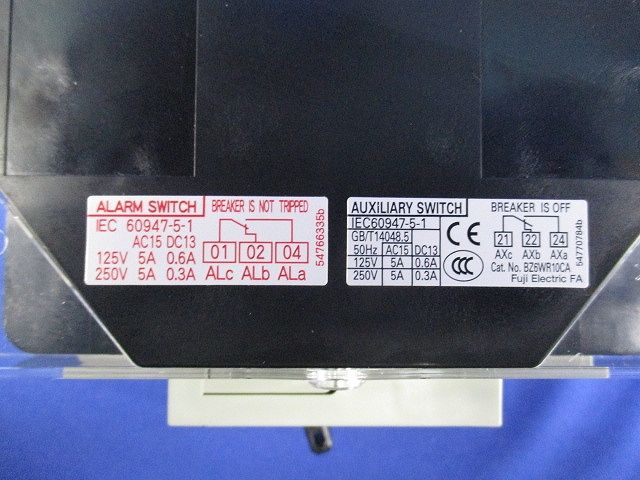 ALARM SWITCH BREAKER IS NOT TRIPPED
IEC 60947-5-1
AC15 DC13
125V 5A 0.6A
250V 5A 0.3A
01 02 04
ALc ALb ALa
54766335b
AUXiLIARY SWITCH BREAKER IS OFF
IEC60947-5-1
GB/T14048.5
50Hz AC15 DC13
125V 5A 0.6A
250V 5A 0.3A
CE
CCC
21 22 24
AXc AXb AXa
Cat. No. BZ6WR10CA
Fuji Electric FA
54770784b